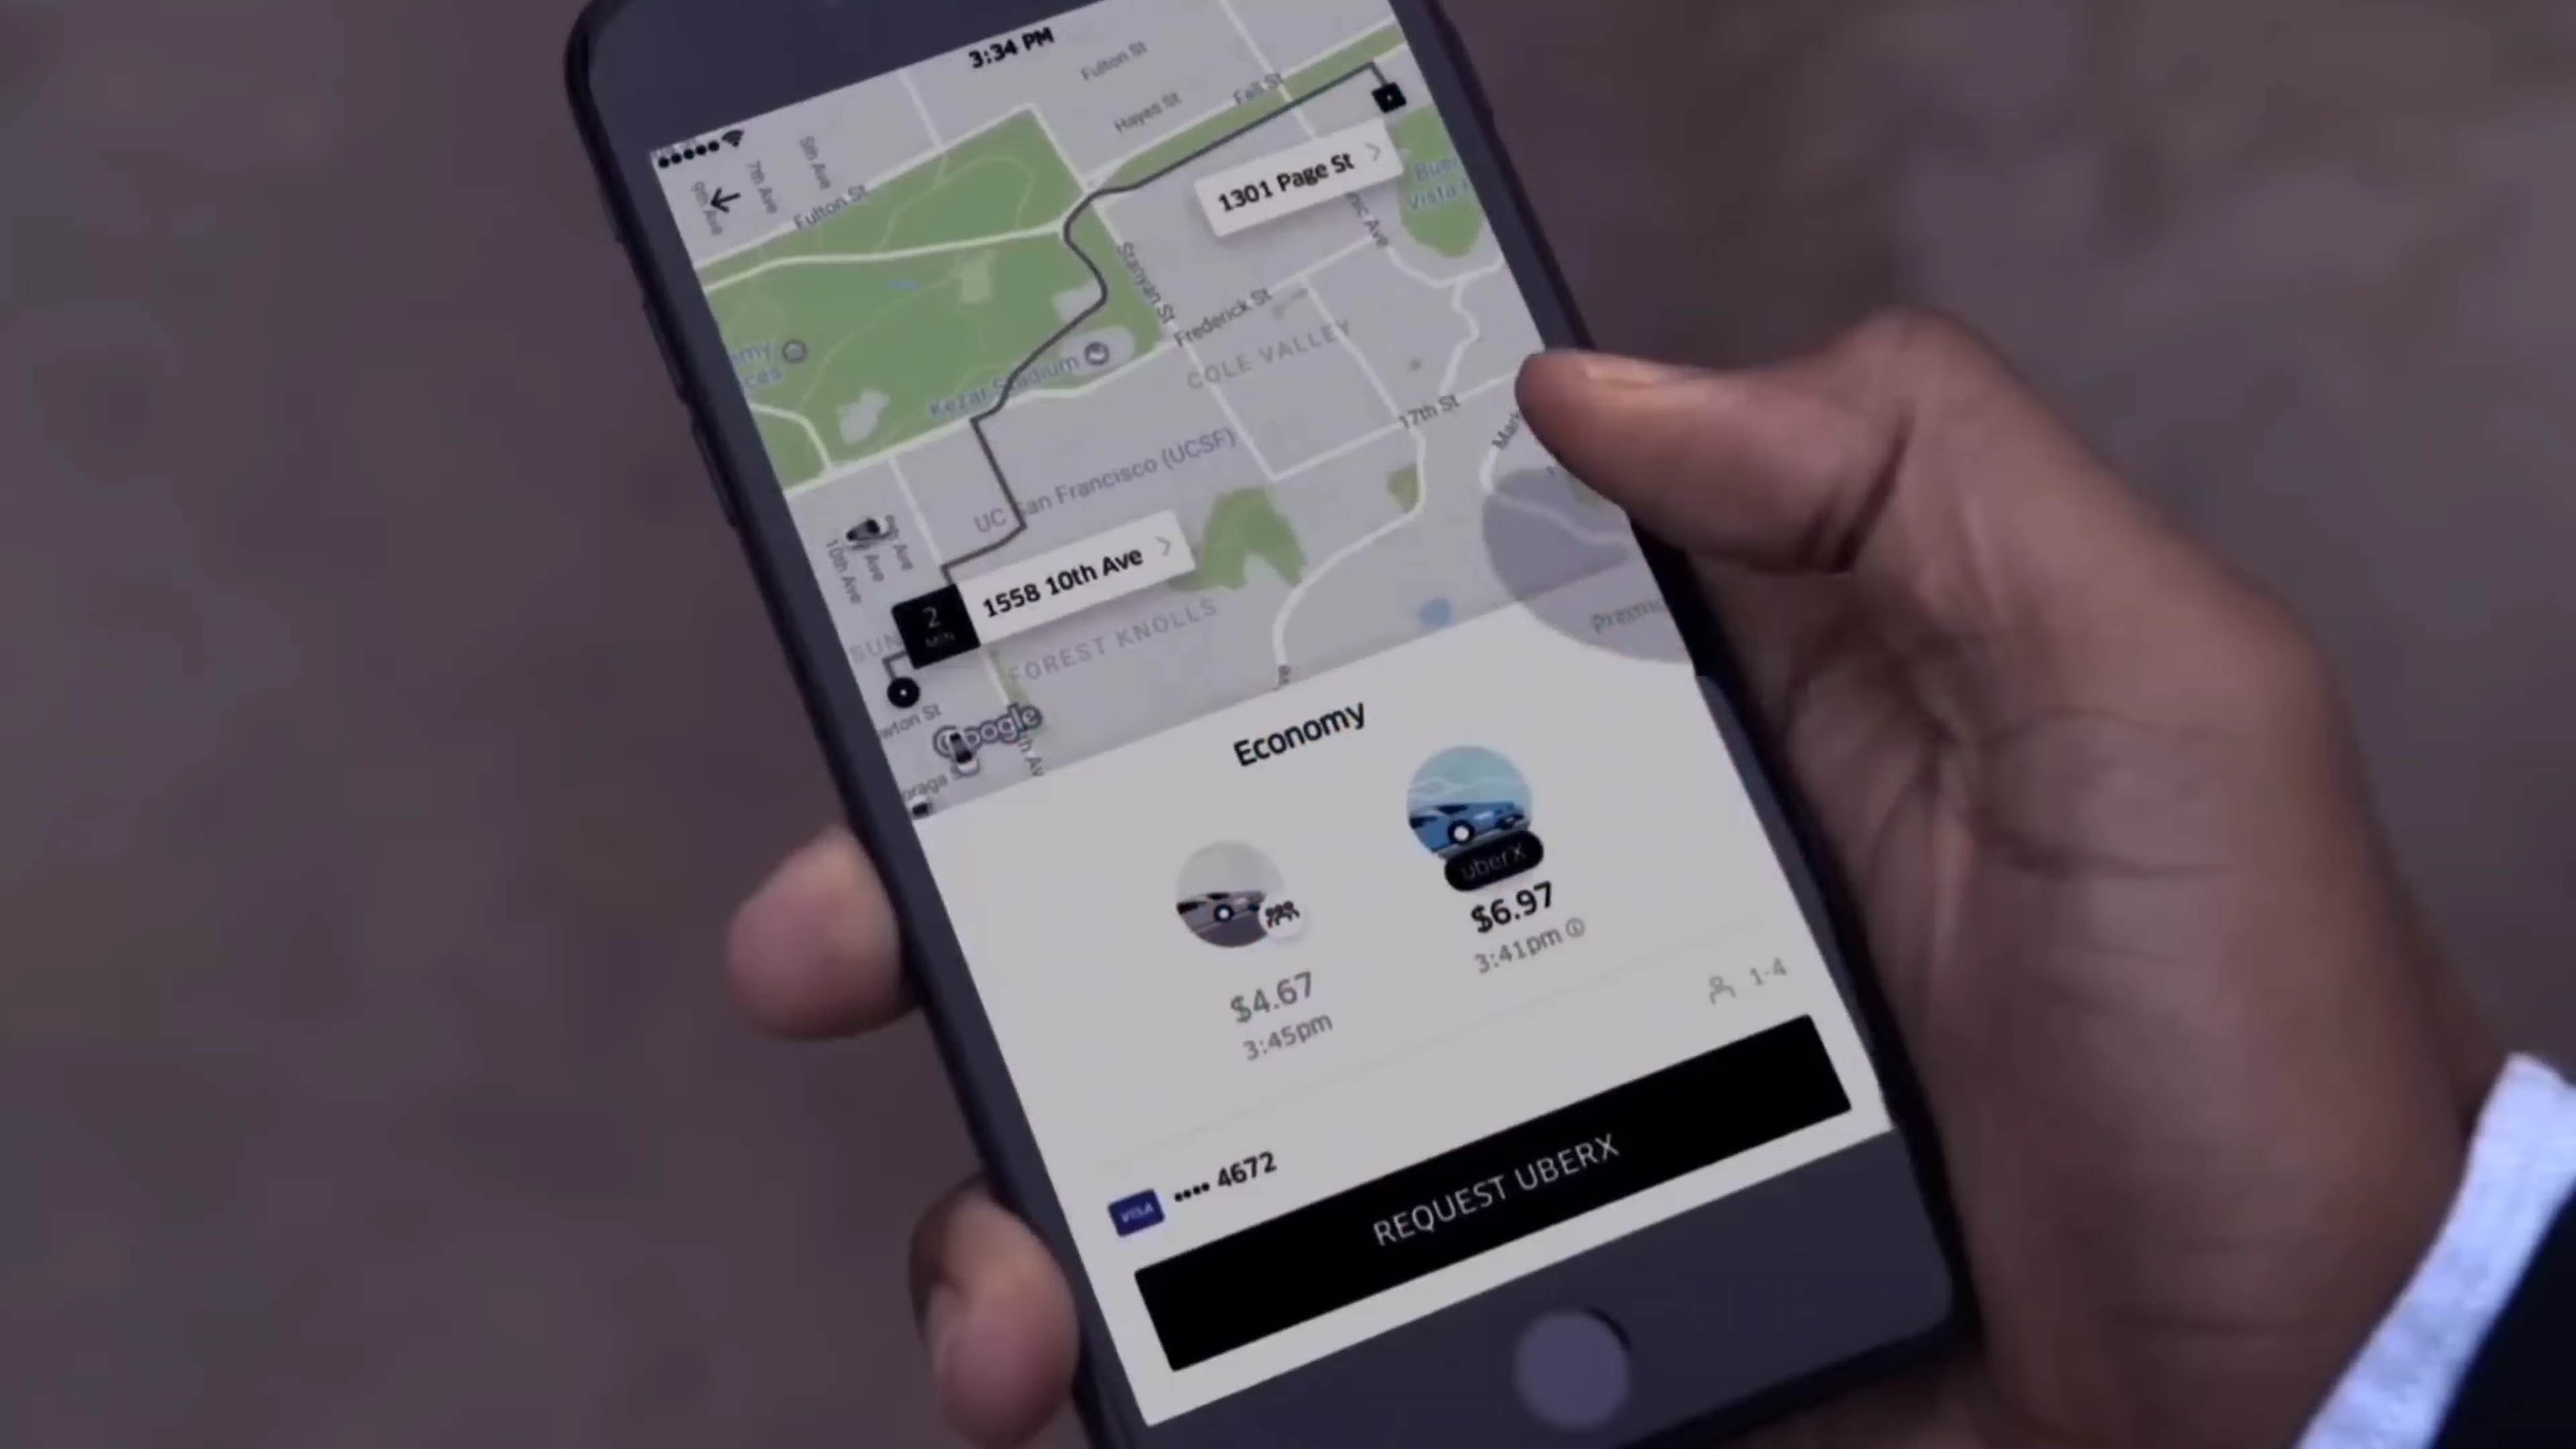 3:34 PM
Fulton St
Hayes St
Fell St
5th Ave
7th Ave
9th Ave
Fulton St
1301 Page St
Stanyan St
Frederick St
COLE VALLEY
Kezar Stadium
17th St
UC San Francisco (UCSF)
10th Ave
1558 10th Ave
2
MIN
FOREST KNOLLS
Google
Economy
uberX
$6.97
3:41pm
$4.67
3:45pm
1-4
VISA •••• 4672
REQUEST UBERX